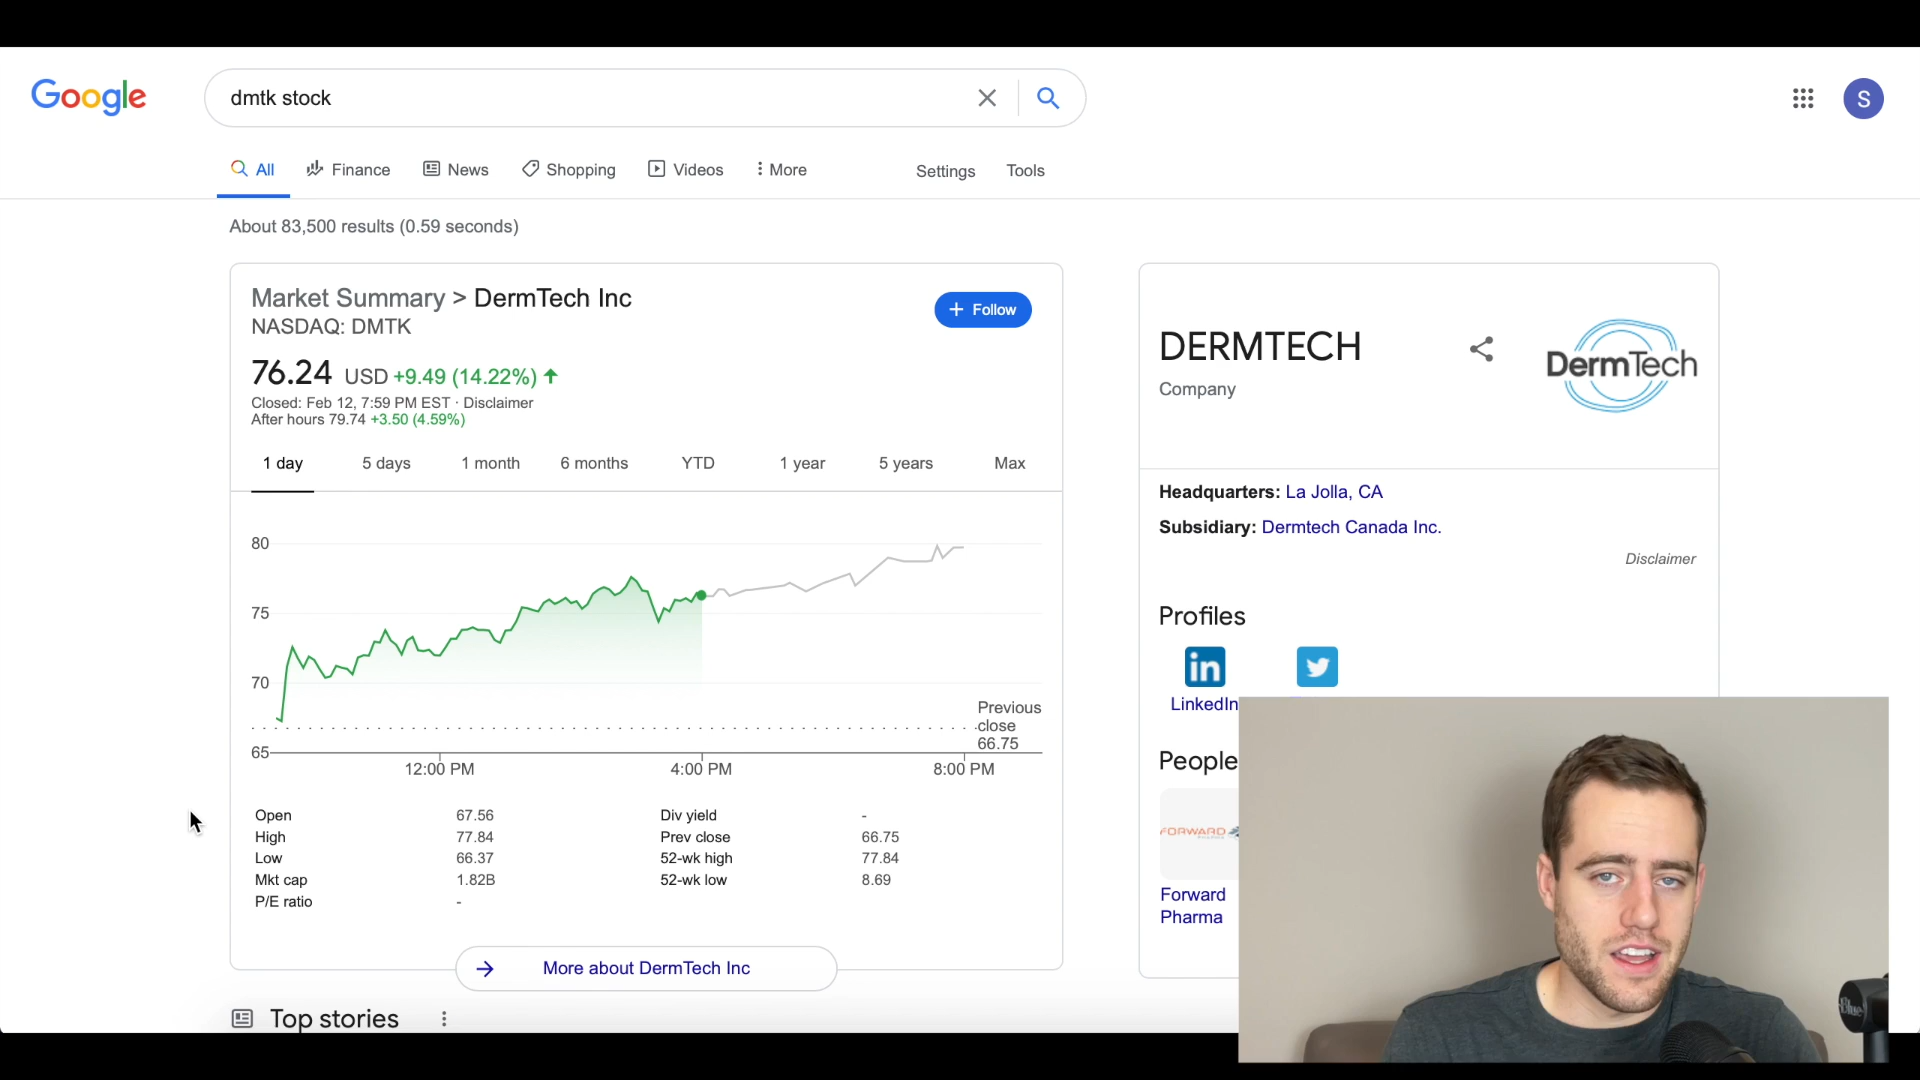 Google
dmtk stock
S
All
Finance
News
Shopping
Videos
More
Settings
Tools
About 83,500 results (0.59 seconds)
Market Summary > DermTech Inc
NASDAQ: DMTK
Follow
76.24 USD +9.49 (14.22%)
Closed: Feb 12, 7:59 PM EST · Disclaimer
After hours 79.74 +3.50 (4.59%)
1 day
5 days
1 month
6 months
YTD
1 year
5 years
Max
80
75
70
65
Previous
close
66.75
12:00 PM
4:00 PM
8:00 PM
Open 67.56
High 77.84
Low 66.37
Mkt cap 1.82B
P/E ratio -
Div yield -
Prev close 66.75
52-wk high 77.84
52-wk low 8.69
More about DermTech Inc
Top stories
DERMTECH
Company
DermTech
Headquarters: La Jolla, CA
Subsidiary: Dermtech Canada Inc.
Disclaimer
Profiles
in
LinkedIn
People
FORWARD
PHARMA
Forward
Pharma
Blue